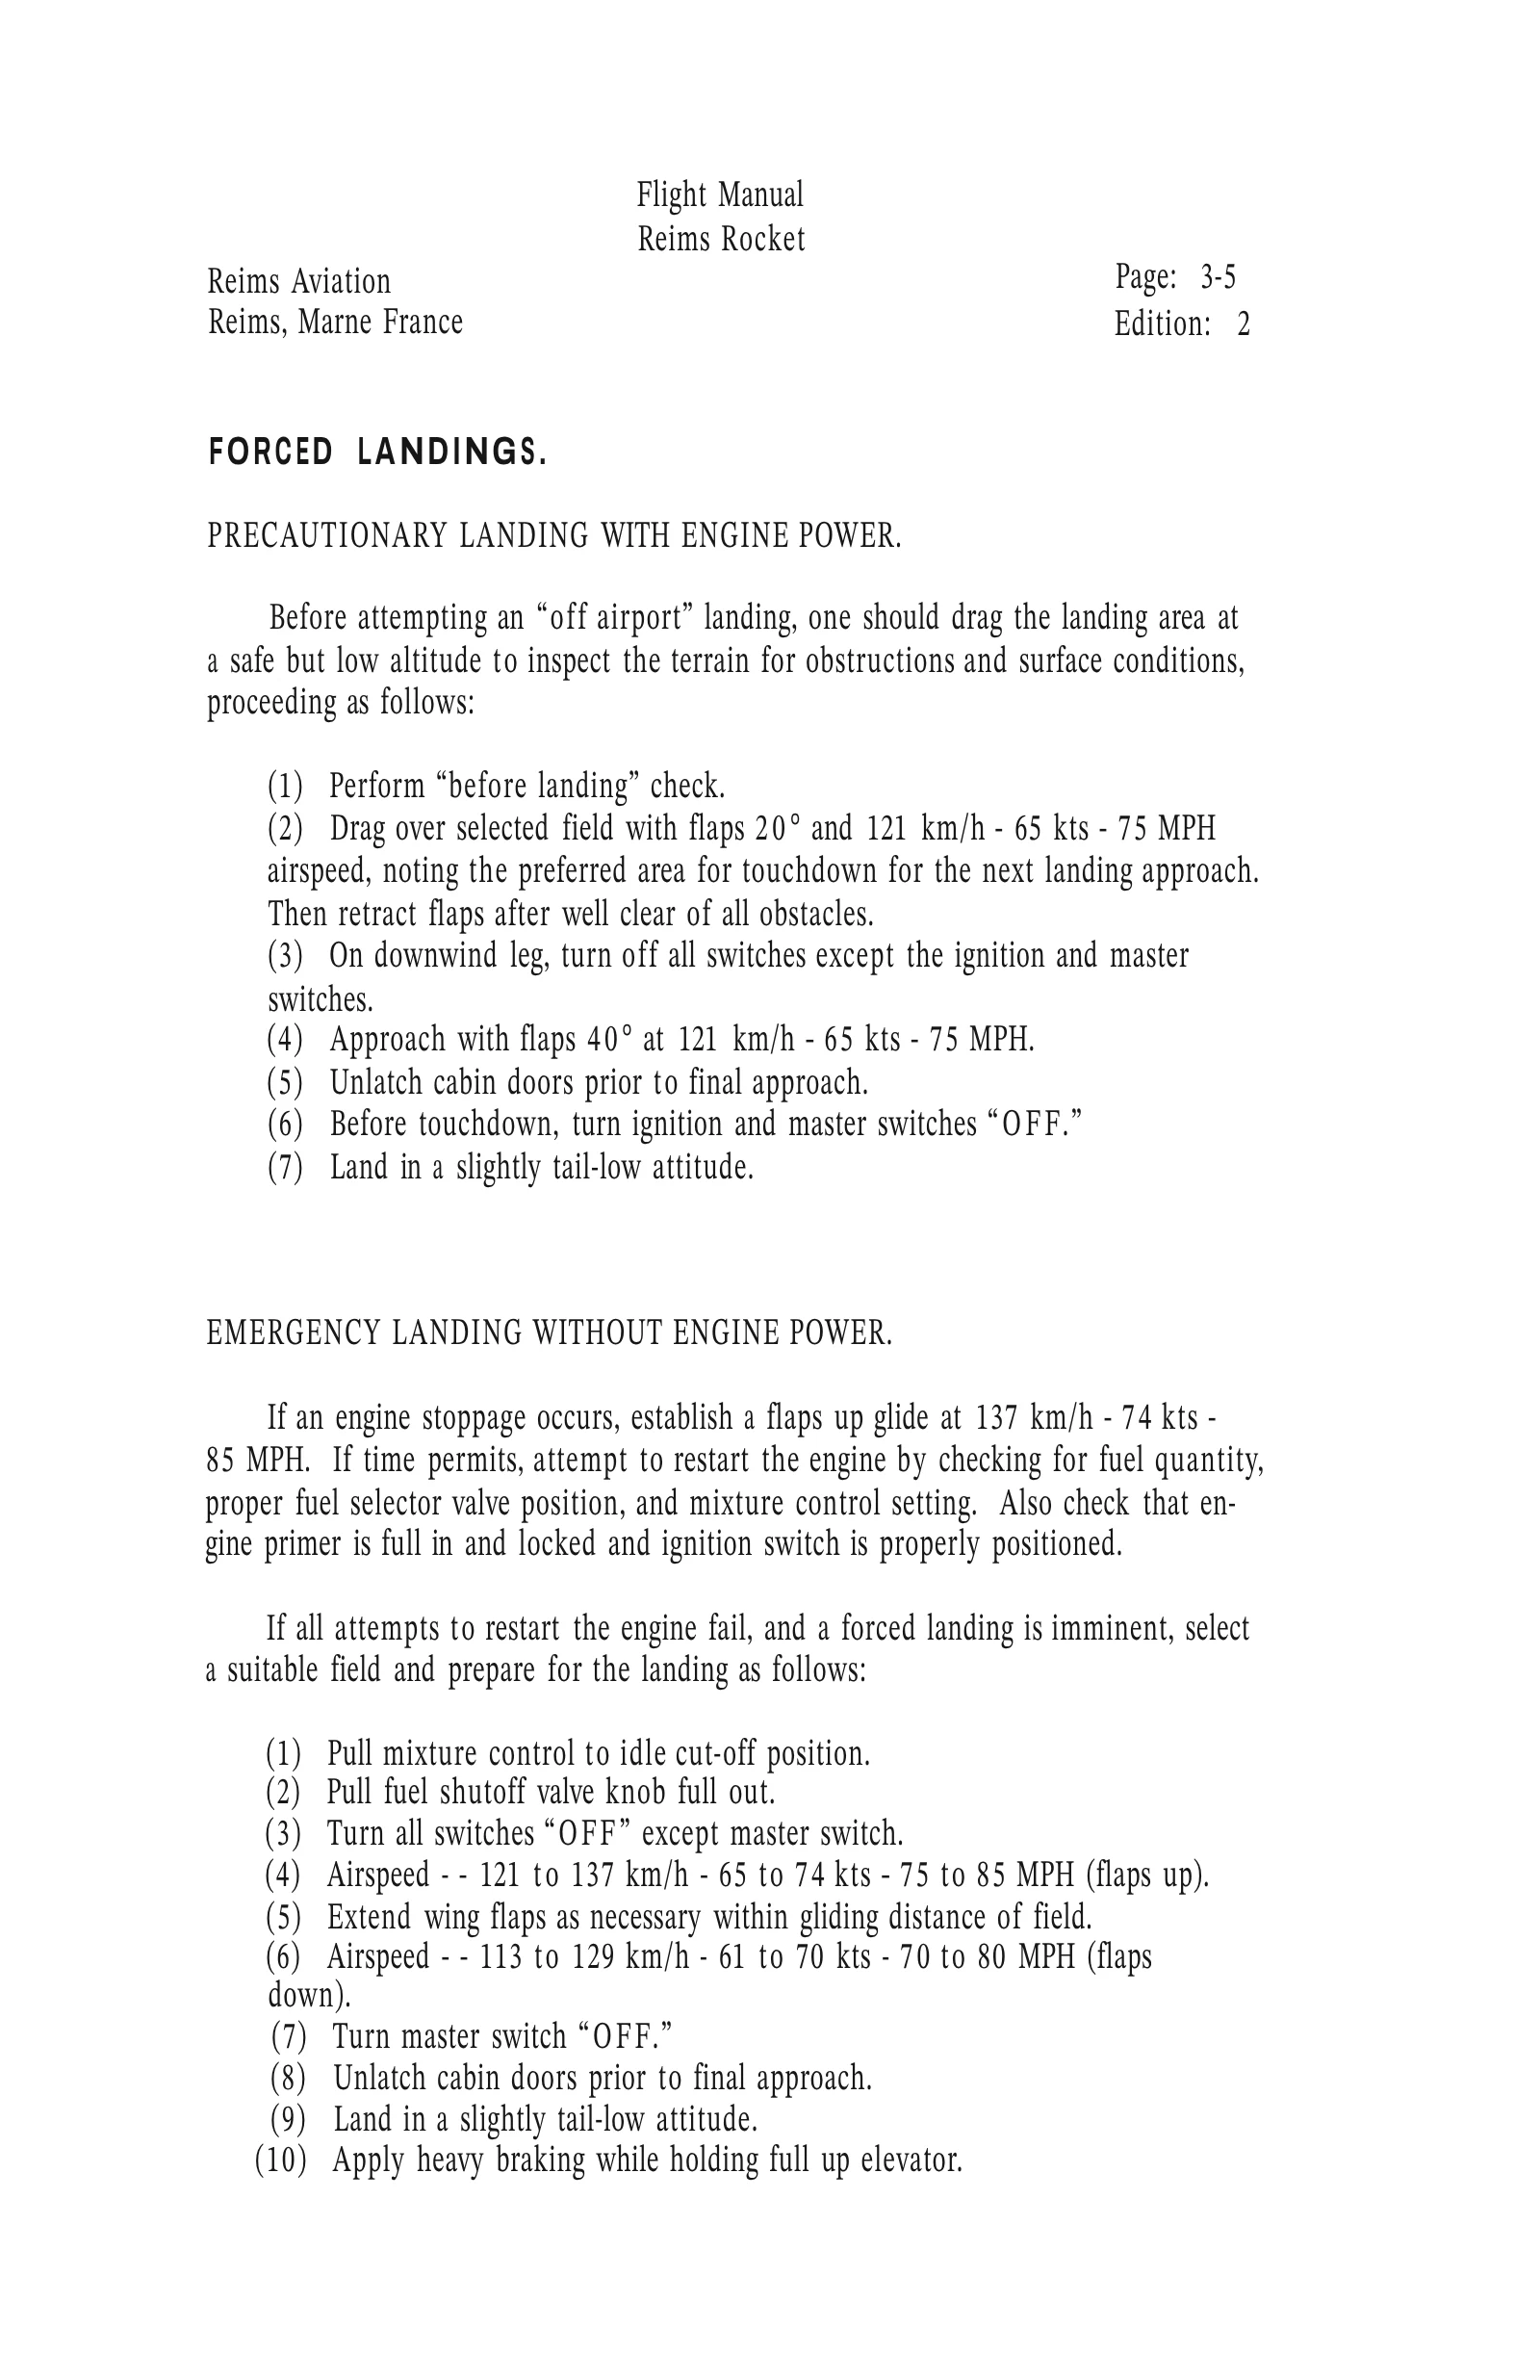 Flight Manual
Reims Rocket
Reims Aviation
Reims, Marne France
Page: 3-5
Edition: 2
FORCED LANDINGS.
PRECAUTIONARY LANDING WITH ENGINE POWER.
Before attempting an “off airport” landing, one should drag the landing area at
a safe but low altitude to inspect the terrain for obstructions and surface conditions,
proceeding as follows:
(1) Perform “before landing” check.
(2) Drag over selected field with flaps 20° and 121 km/h - 65 kts - 75 MPH
airspeed, noting the preferred area for touchdown for the next landing approach.
Then retract flaps after well clear of all obstacles.
(3) On downwind leg, turn off all switches except the ignition and master
switches.
(4) Approach with flaps 40° at 121 km/h - 65 kts - 75 MPH.
(5) Unlatch cabin doors prior to final approach.
(6) Before touchdown, turn ignition and master switches “OFF.”
(7) Land in a slightly tail-low attitude.
EMERGENCY LANDING WITHOUT ENGINE POWER.
If an engine stoppage occurs, establish a flaps up glide at 137 km/h - 74 kts -
85 MPH. If time permits, attempt to restart the engine by checking for fuel quantity,
proper fuel selector valve position, and mixture control setting. Also check that en-
gine primer is full in and locked and ignition switch is properly positioned.
If all attempts to restart the engine fail, and a forced landing is imminent, select
a suitable field and prepare for the landing as follows:
(1) Pull mixture control to idle cut-off position.
(2) Pull fuel shutoff valve knob full out.
(3) Turn all switches “OFF” except master switch.
(4) Airspeed - - 121 to 137 km/h - 65 to 74 kts - 75 to 85 MPH (flaps up).
(5) Extend wing flaps as necessary within gliding distance of field.
(6) Airspeed - - 113 to 129 km/h - 61 to 70 kts - 70 to 80 MPH (flaps
down).
(7) Turn master switch “OFF.”
(8) Unlatch cabin doors prior to final approach.
(9) Land in a slightly tail-low attitude.
(10) Apply heavy braking while holding full up elevator.